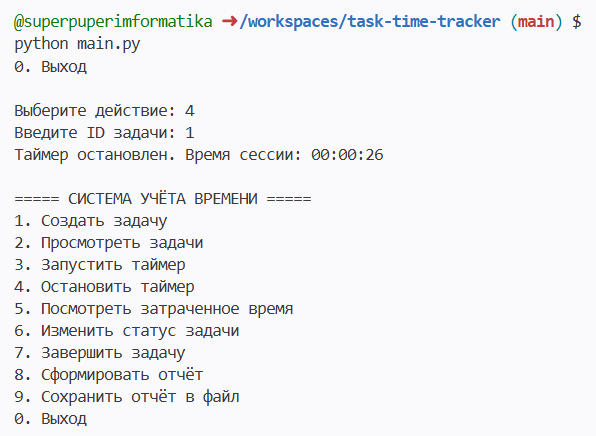 @superpuperimformatika ➜/workspaces/task-time-tracker (main) $
python main.py
0. Выход
Выберите действие: 4
Введите ID задачи: 1
Таймер остановлен. Время сессии: 00:00:26
===== СИСТЕМА УЧЁТА ВРЕМЕНИ =====
1. Создать задачу
2. Просмотреть задачи
3. Запустить таймер
4. Остановить таймер
5. Посмотреть затраченное время
6. Изменить статус задачи
7. Завершить задачу
8. Сформировать отчёт
9. Сохранить отчёт в файл
0. Выход